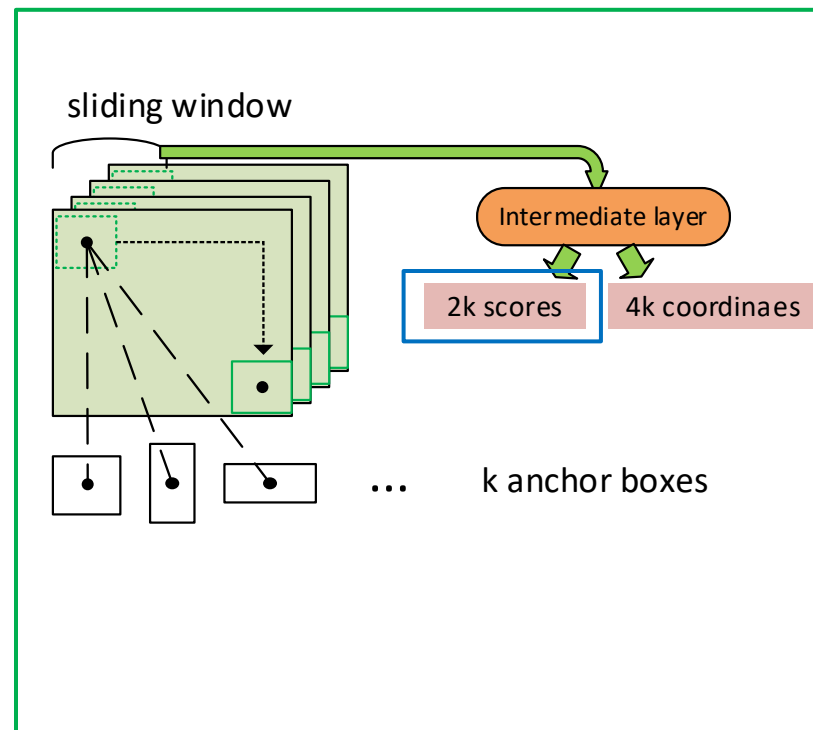 sliding window
Intermediate layer
2k scores
4k coordinaes
... k anchor boxes